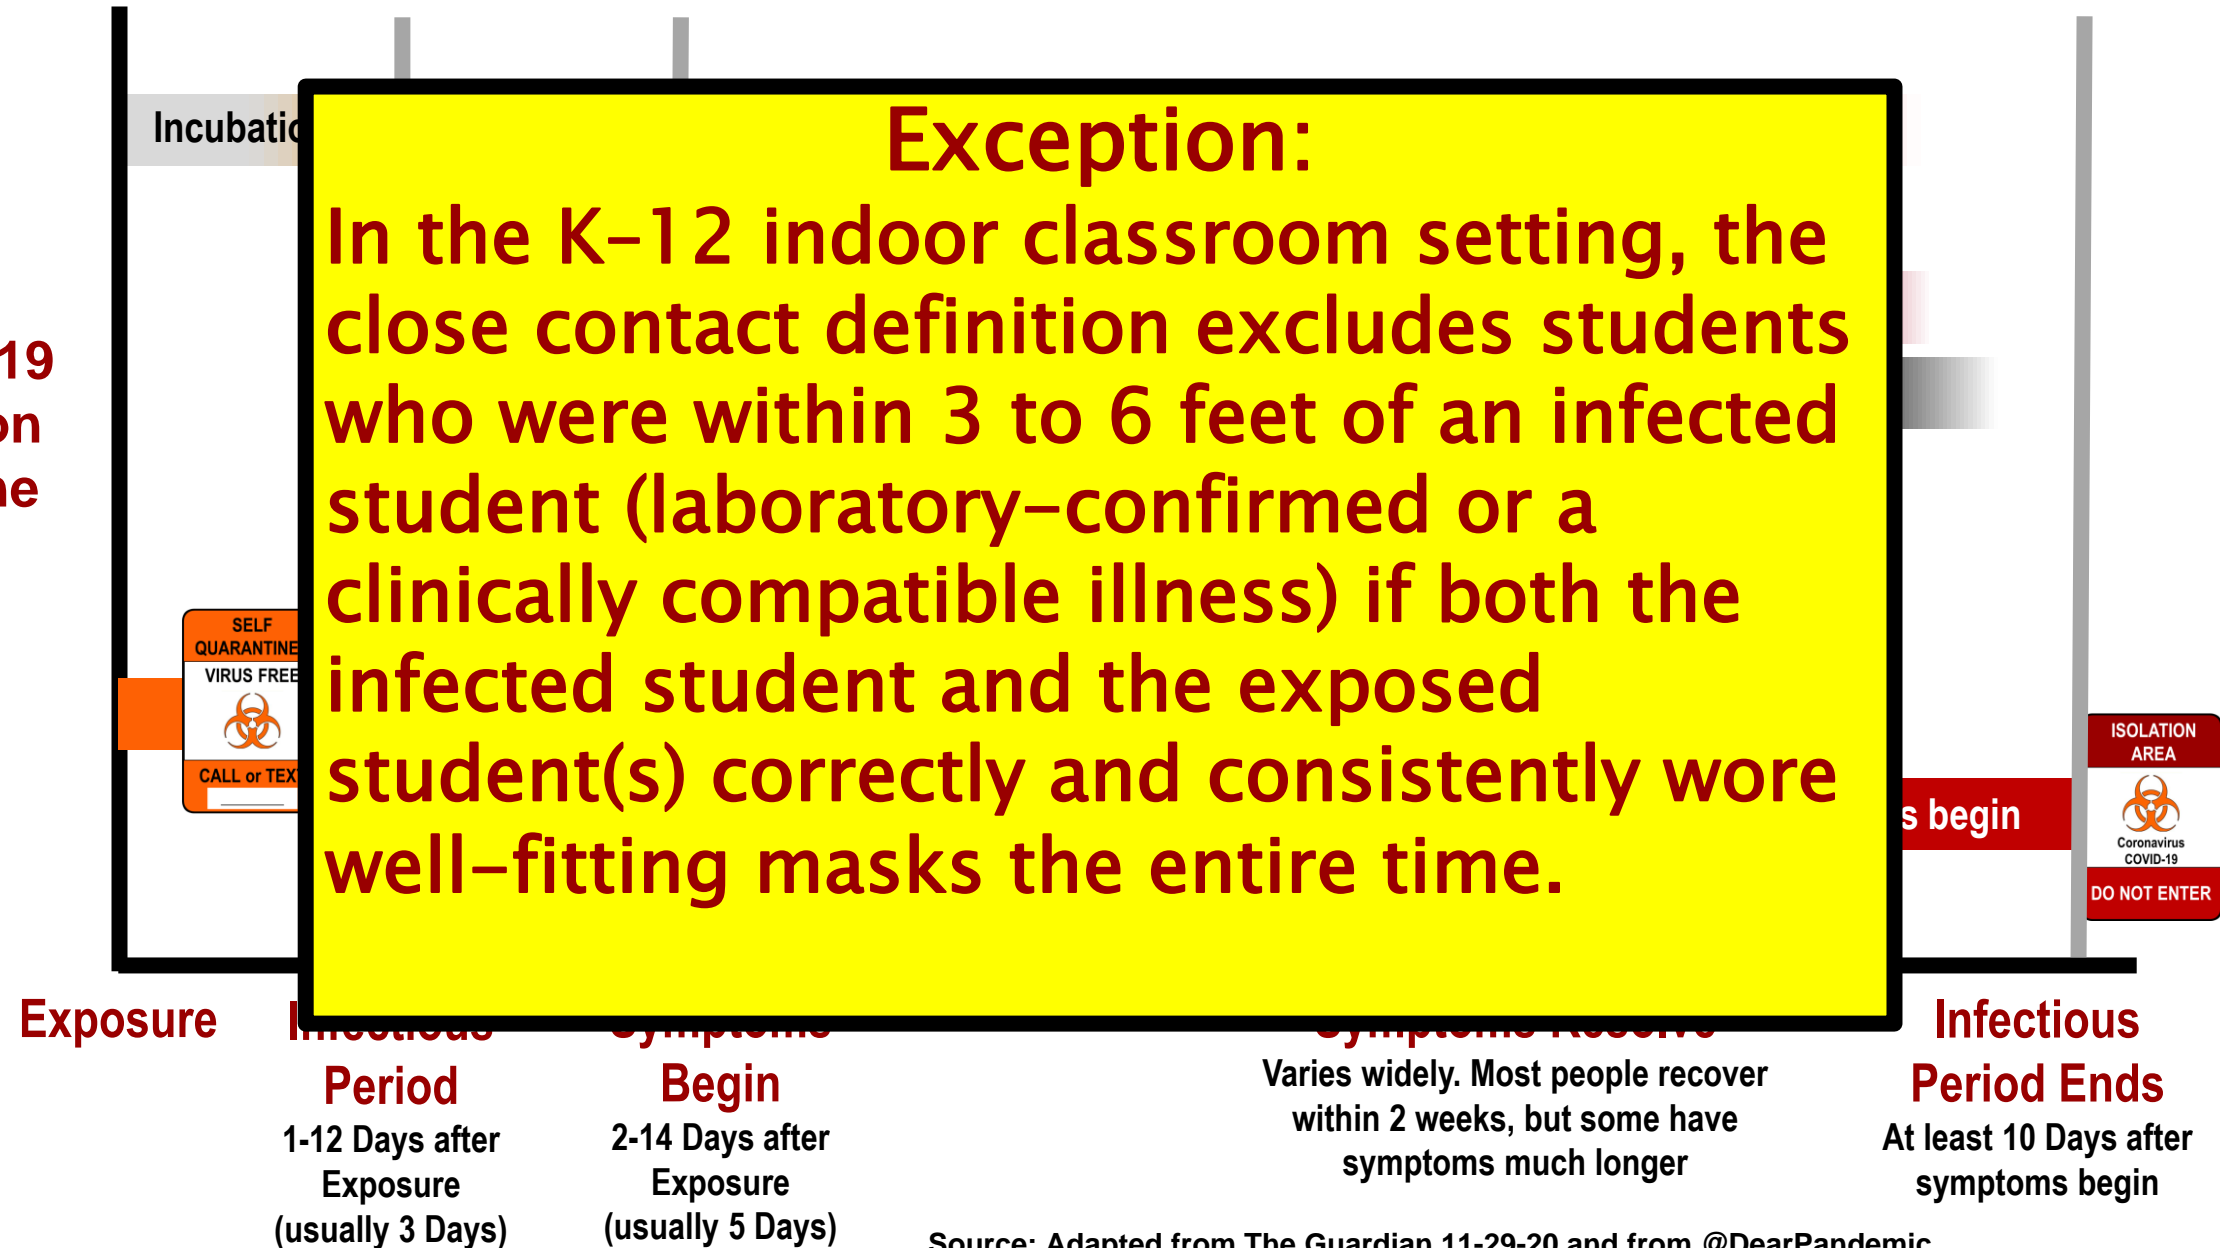 Exception:
In the K-12 indoor classroom setting, the
close contact definition excludes students
who were within 3 to 6 feet of an infected
student (laboratory-confirmed or a
clinically compatible illness) if both the
infected student and the exposed
student(s) correctly and consistently wore
well-fitting masks the entire time.
19
SELF
QUARANTINE
VIRUS FREE
CALL or
begin
ISOLATION
AREA
Coronavirus
COVID-19
DO NOT ENTER
Exposure
Infectious
Period
1-12 Days after
Exposure
(usually 3 Days)
Symptoms
Begin
2-14 Days after
Exposure
(usually 5 Days)
Symptoms Resolve
Varies widely. Most people recover
within 2 weeks, but some have
symptoms much longer
Infectious
Period Ends
At least 10 Days after
symptoms begin
Source: Adapted from The Guardian 11-29-20 and from @DearPandemic